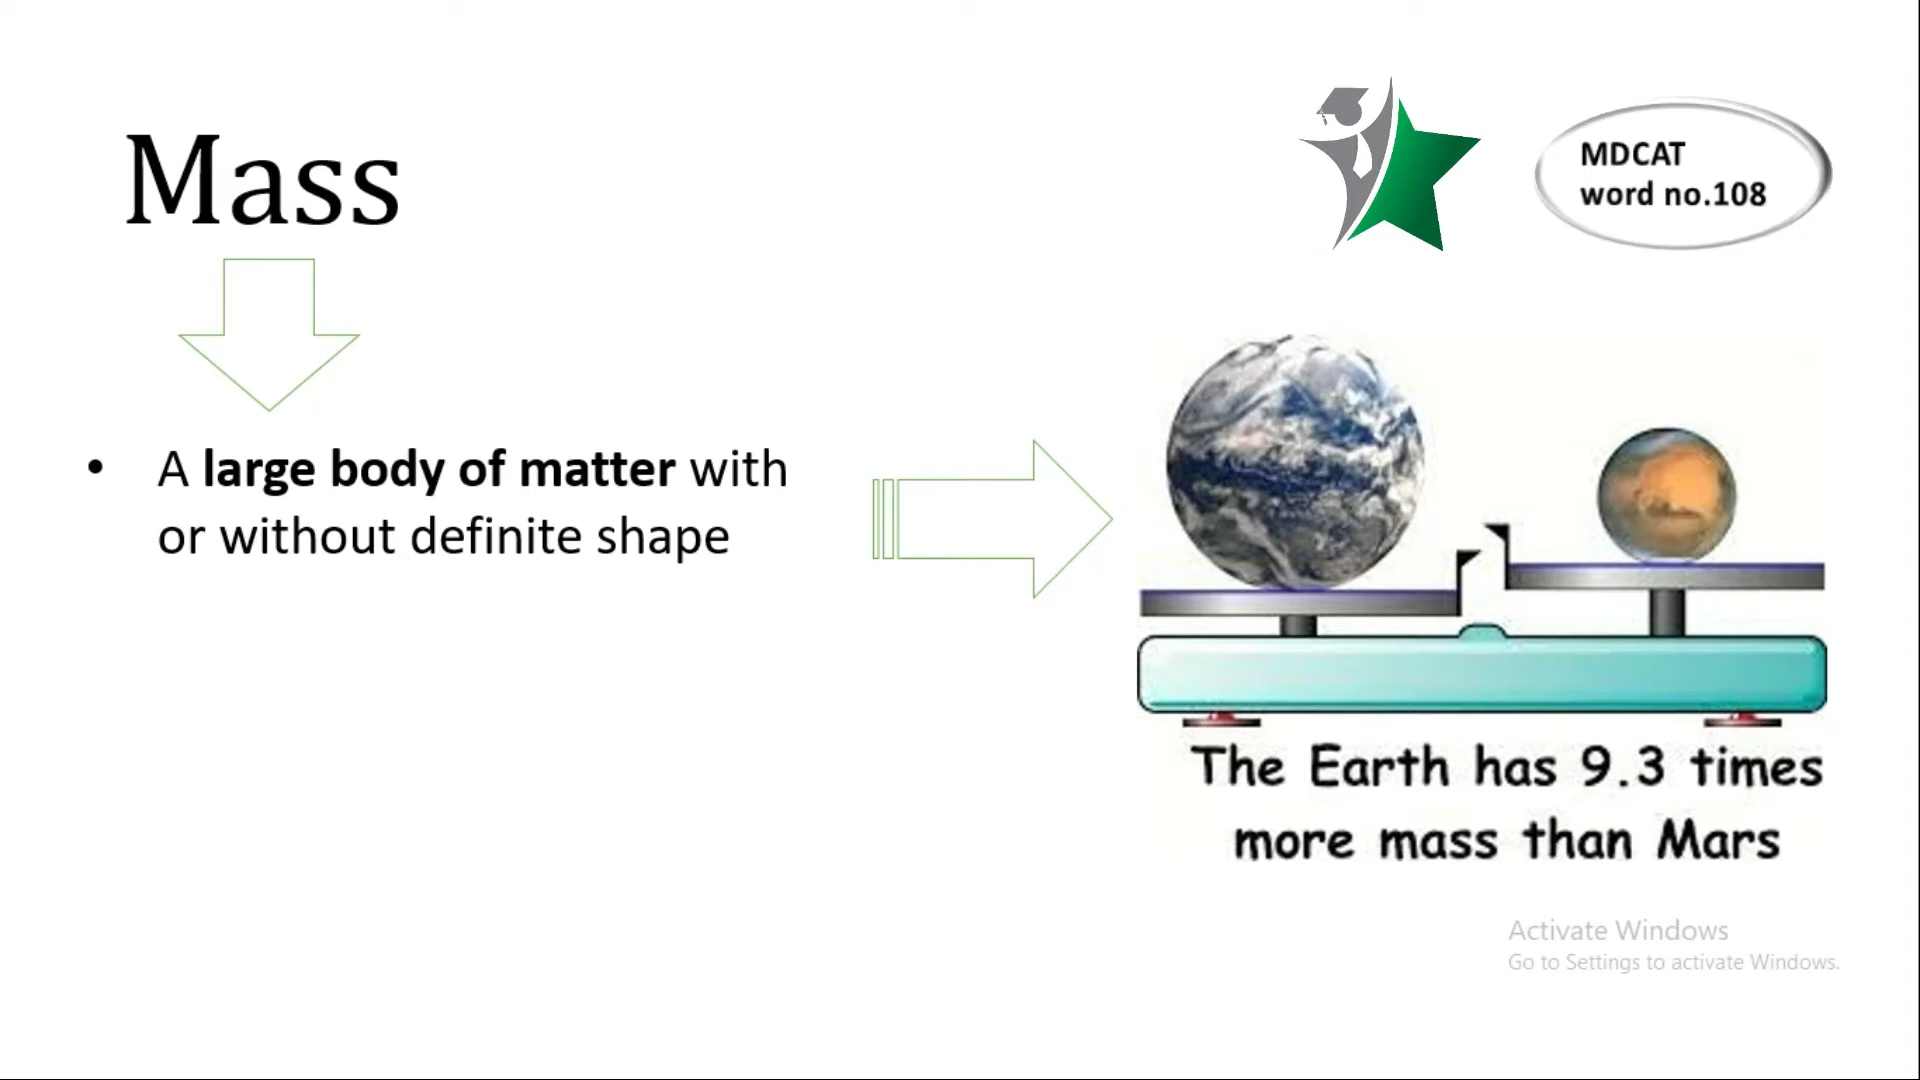 Mass
MDCAT
word no.108
• A large body of matter with
or without definite shape
The Earth has 9.3 times
more mass than Mars
Activate Windows
Go to Settings to activate Windows.